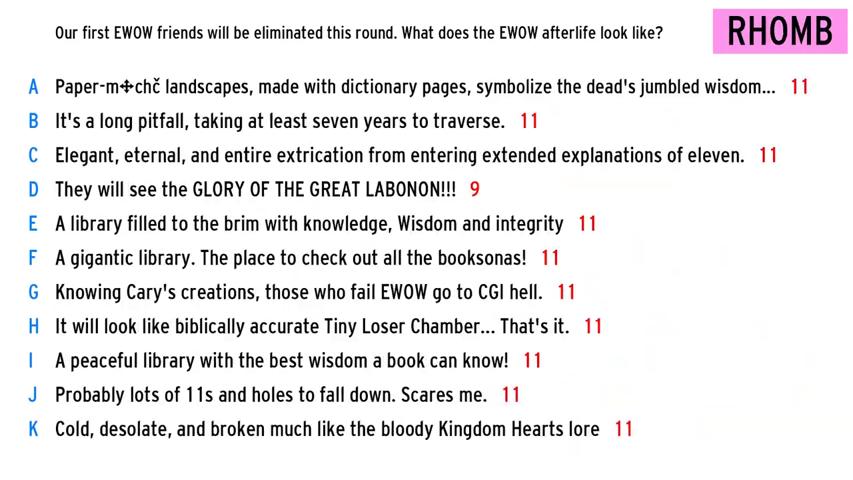 Our first EWOW friends will be eliminated this round. What does the EWOW afterlife look like?
RHOMB
A Paper-m✢chč landscapes, made with dictionary pages, symbolize the dead's jumbled wisdom... 11
B It's a long pitfall, taking at least seven years to traverse. 11
C Elegant, eternal, and entire extrication from entering extended explanations of eleven. 11
D They will see the GLORY OF THE GREAT LABONON!!! 9
E A library filled to the brim with knowledge, Wisdom and integrity 11
F A gigantic library. The place to check out all the booksonas! 11
G Knowing Cary's creations, those who fail EWOW go to CGI hell. 11
H It will look like biblically accurate Tiny Loser Chamber... That's it. 11
I A peaceful library with the best wisdom a book can know! 11
J Probably lots of 11s and holes to fall down. Scares me. 11
K Cold, desolate, and broken much like the bloody Kingdom Hearts lore 11